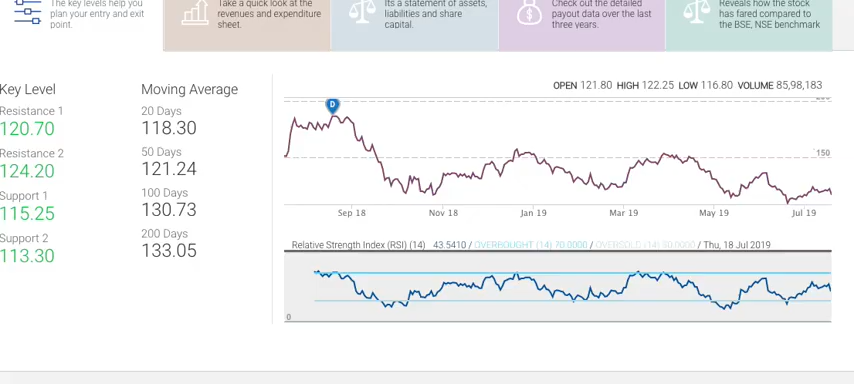 The key levels help you
plan your entry and exit
point.
Take a quick look at the
revenues and expenditure
sheet.
Its a statement of assets,
liabilities and share
capital.
Check out the detailed
payout data over the last
three years.
Reveals how the stock
has fared compared to
the BSE, NSE benchmark
Key Level
Resistance 1
120.70
Resistance 2
124.20
Support 1
115.25
Support 2
113.30
Moving Average
20 Days
118.30
50 Days
121.24
100 Days
130.73
200 Days
133.05
OPEN 121.80 HIGH 122.25 LOW 116.80 VOLUME 85,98,183
D
150
Sep 18 Nov 18 Jan 19 Mar 19 May 19 Jul 19
Relative Strength Index (RSI) (14) 43.5410 / OVERBOUGHT (14) 70.0000 / OVERSOLD (14) 30.0000 / Thu, 18 Jul 2019
0